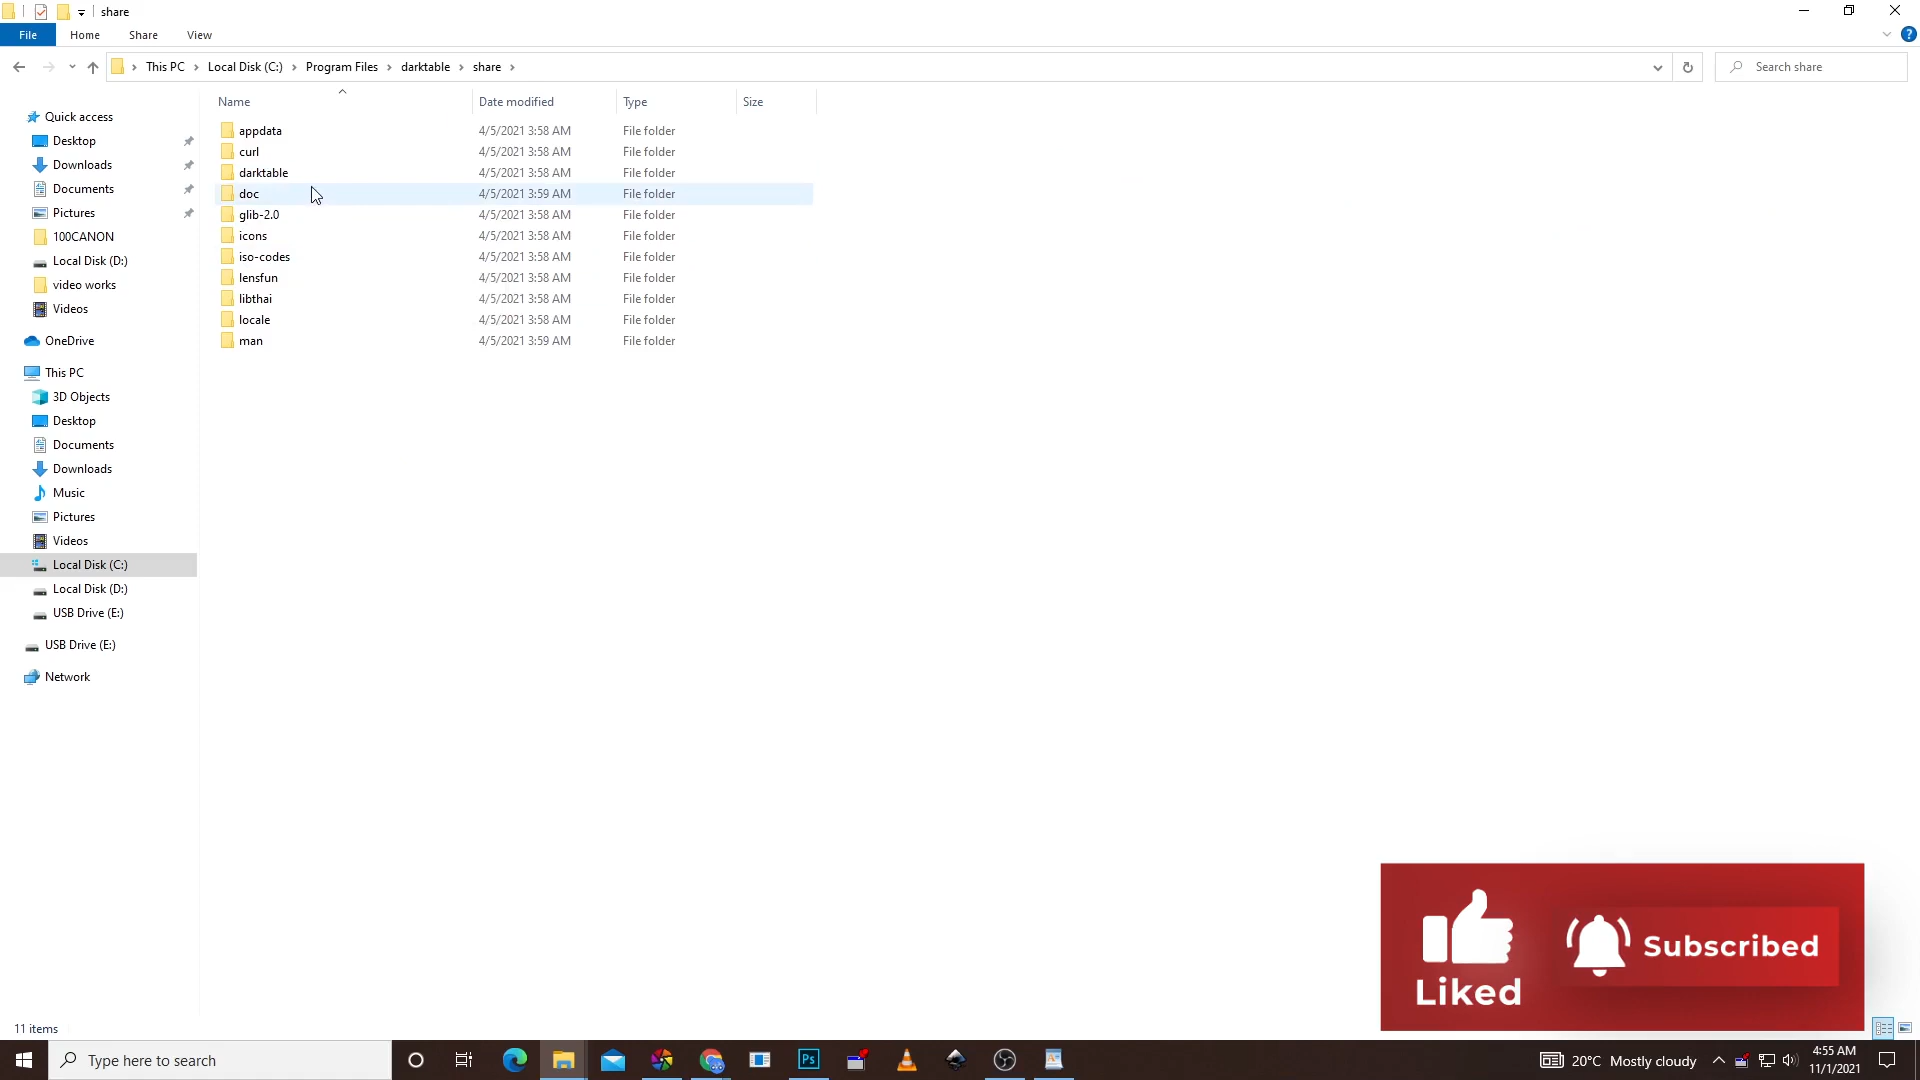 share
File Home Share View
This PC Local Disk (C:) Program Files darktable share Search share
Name Date modified Type Size
appdata 4/5/2021 3:58 AM File folder
curl 4/5/2021 3:58 AM File folder
darktable 4/5/2021 3:58 AM File folder
doc 4/5/2021 3:59 AM File folder
glib-2.0 4/5/2021 3:58 AM File folder
icons 4/5/2021 3:58 AM File folder
iso-codes 4/5/2021 3:58 AM File folder
lensfun 4/5/2021 3:58 AM File folder
libthai 4/5/2021 3:58 AM File folder
locale 4/5/2021 3:58 AM File folder
man 4/5/2021 3:59 AM File folder
Quick access
Desktop
Downloads
Documents
Pictures
100CANON
Local Disk (D:)
video works
Videos
OneDrive
This PC
3D Objects
Desktop
Documents
Downloads
Music
Pictures
Videos
Local Disk (C:)
Local Disk (D:)
USB Drive (E:)
USB Drive (E:)
Network
Liked
Subscribed
11 items
Type here to search
Ps
20°C Mostly cloudy
4:55 AM
11/1/2021